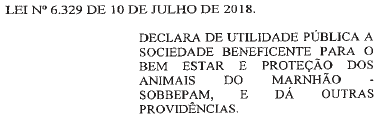 LEI Nº 6.329 DE 10 DE JULHO DE 2018.
DECLARA DE UTILIDADE PÚBLICA A
SOCIEDADE BENEFICENTE PARA O
BEM ESTAR E PROTEÇÃO DOS
ANIMAIS DO MARNHÃO -
SOBBEPAM, E DÁ OUTRAS
PROVIDÊNCIAS.